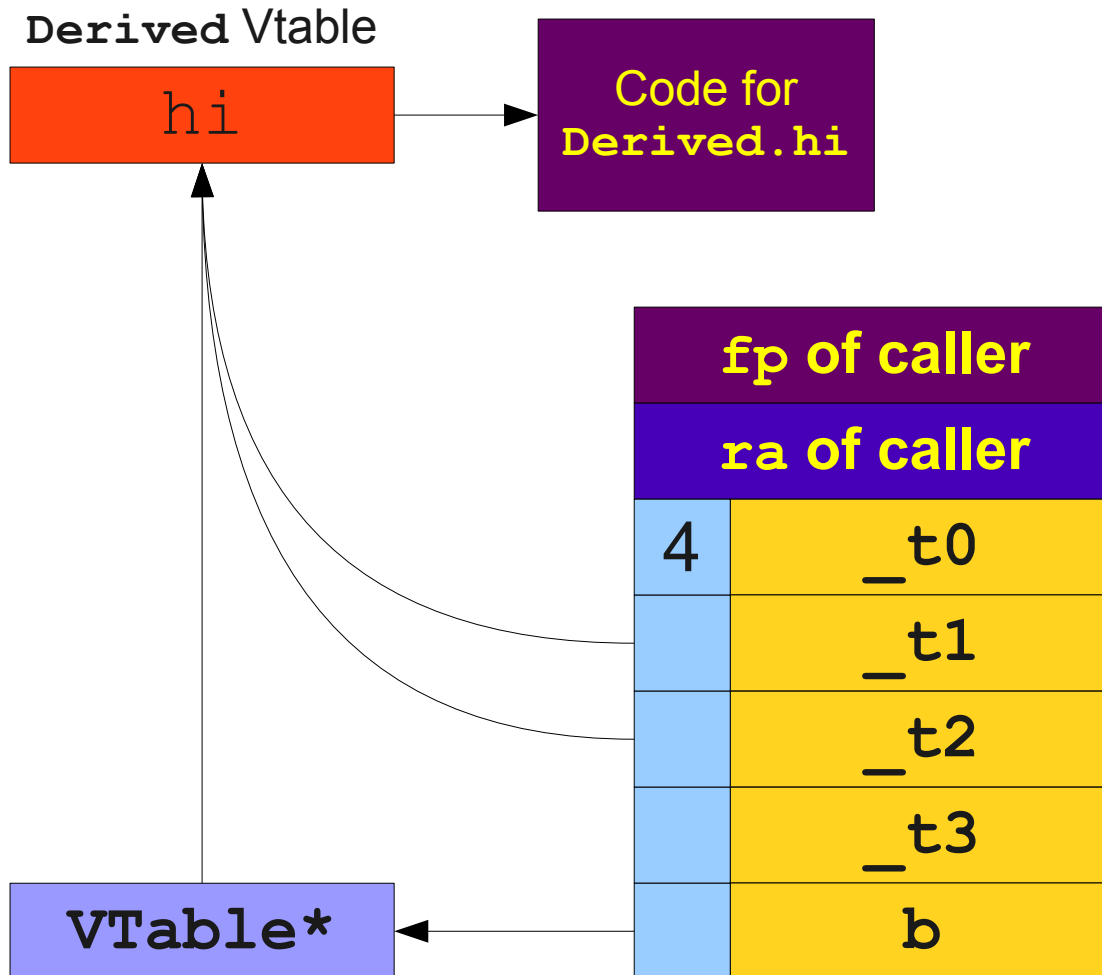 Derived Vtable
hi
Code for
Derived.hi
fp of caller
ra of caller
4 _t0
_t1
_t2
_t3
VTable*
b